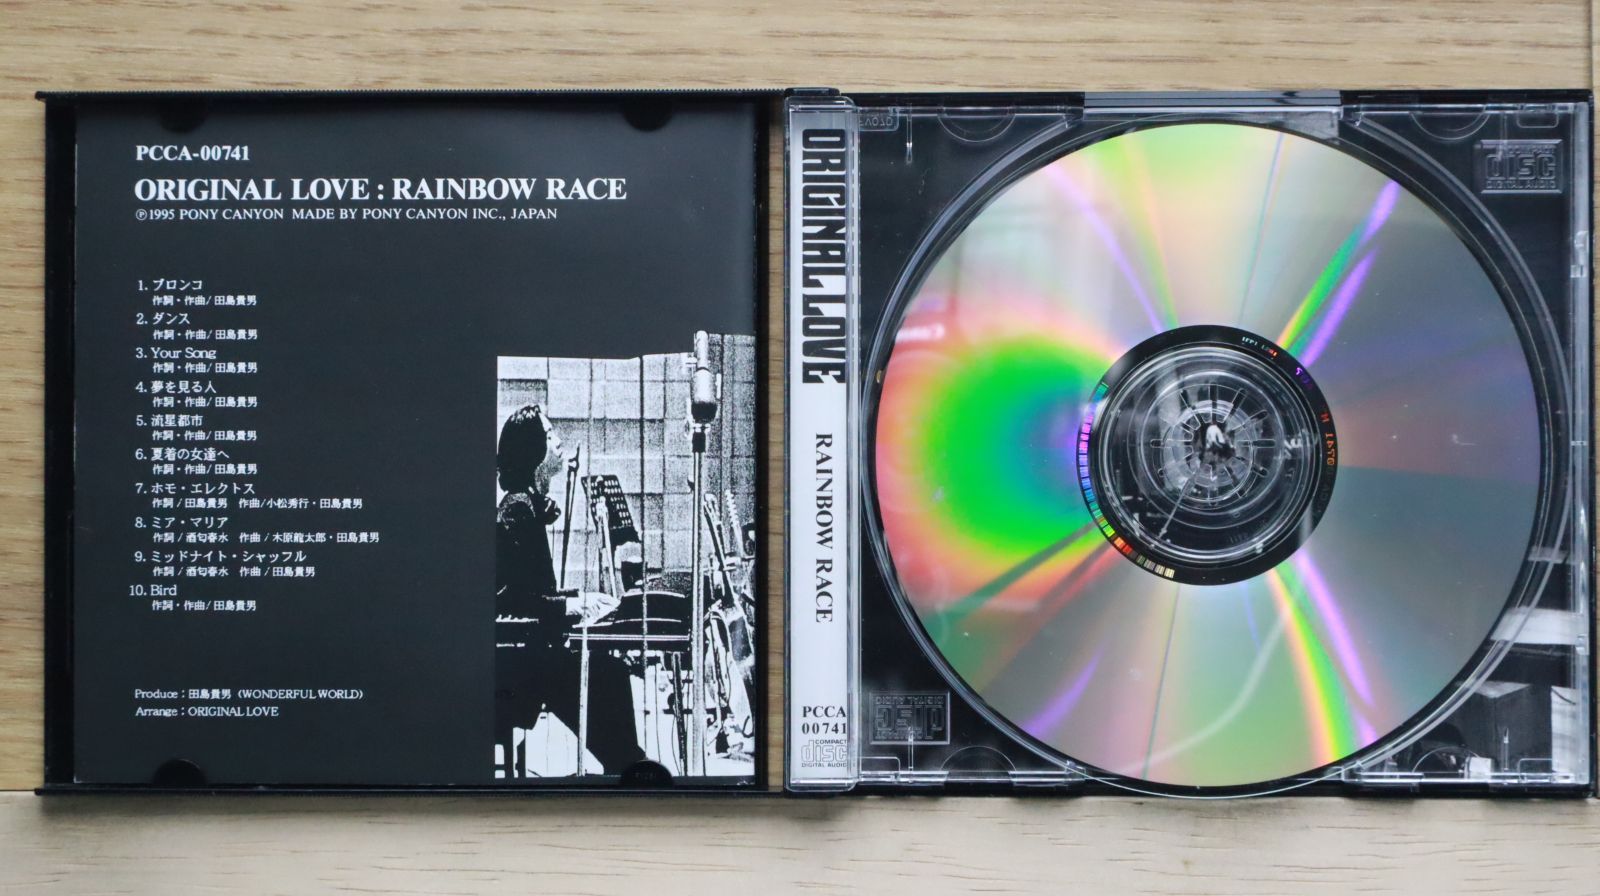 PCCA-00741
ORIGINAL LOVE : RAINBOW RACE
Ⓟ1995 PONY CANYON MADE BY PONY CANYON INC., JAPAN
1. ブロンコ
作詞・作曲/田島貴男
2. ダンス
作詞・作曲/田島貴男
3. Your Song
作詞・作曲/田島貴男
4. 夢を見る人
作詞・作曲/田島貴男
5. 流星都市
作詞・作曲/田島貴男
6. 夏着の女達へ
作詞・作曲/田島貴男
7. ホモ・エレクトス
作詞/田島貴男 作曲/小松秀行・田島貴男
8. ミア・マリア
作詞/酒匂春水 作曲/木原龍太郎・田島貴男
9. ミッドナイト・シャッフル
作詞/酒匂春水 作曲/田島貴男
10. Bird
作詞・作曲/田島貴男
Produce : 田島貴男 (WONDERFUL WORLD)
Arrange : ORIGINAL LOVE
ORIGINAL LOVE
RAINBOW RACE
PCCA
00741
COMPACT
disc
DIGITAL AUDIO
COMPACT
disc
DIGITAL AUDIO
COMPACT
disc
DIGITAL AUDIO